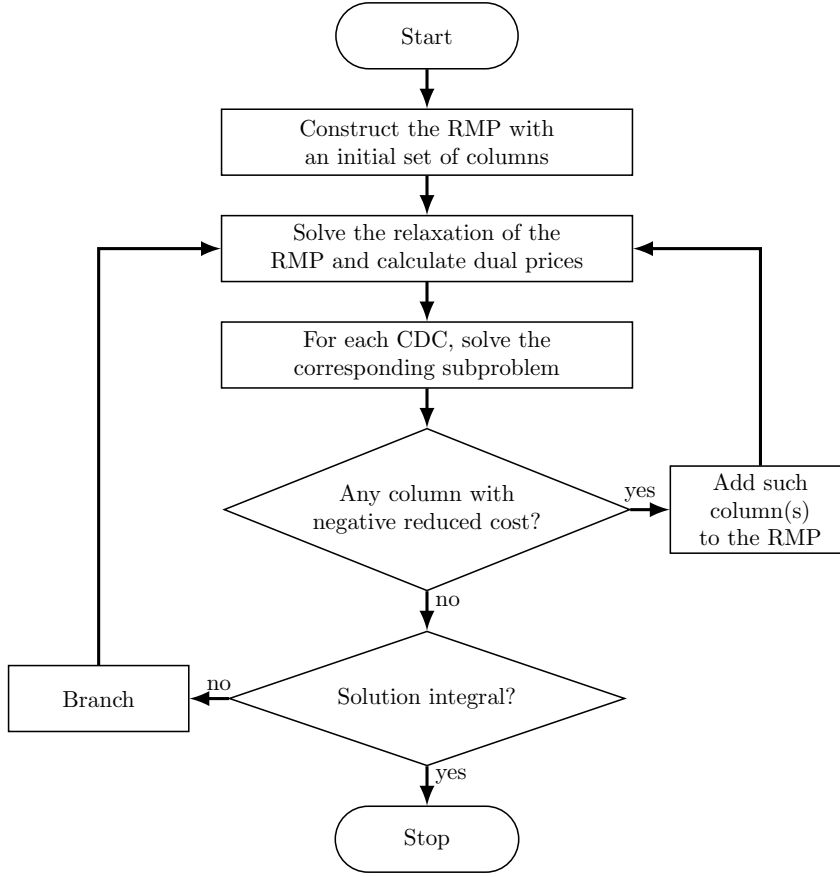 Start
Construct the RMP with
an initial set of columns
Solve the relaxation of the
RMP and calculate dual prices
For each CDC, solve the
corresponding subproblem
Any column with
negative reduced cost?
yes
Add such
column(s)
to the RMP
no
Solution integral?
no
Branch
yes
Stop